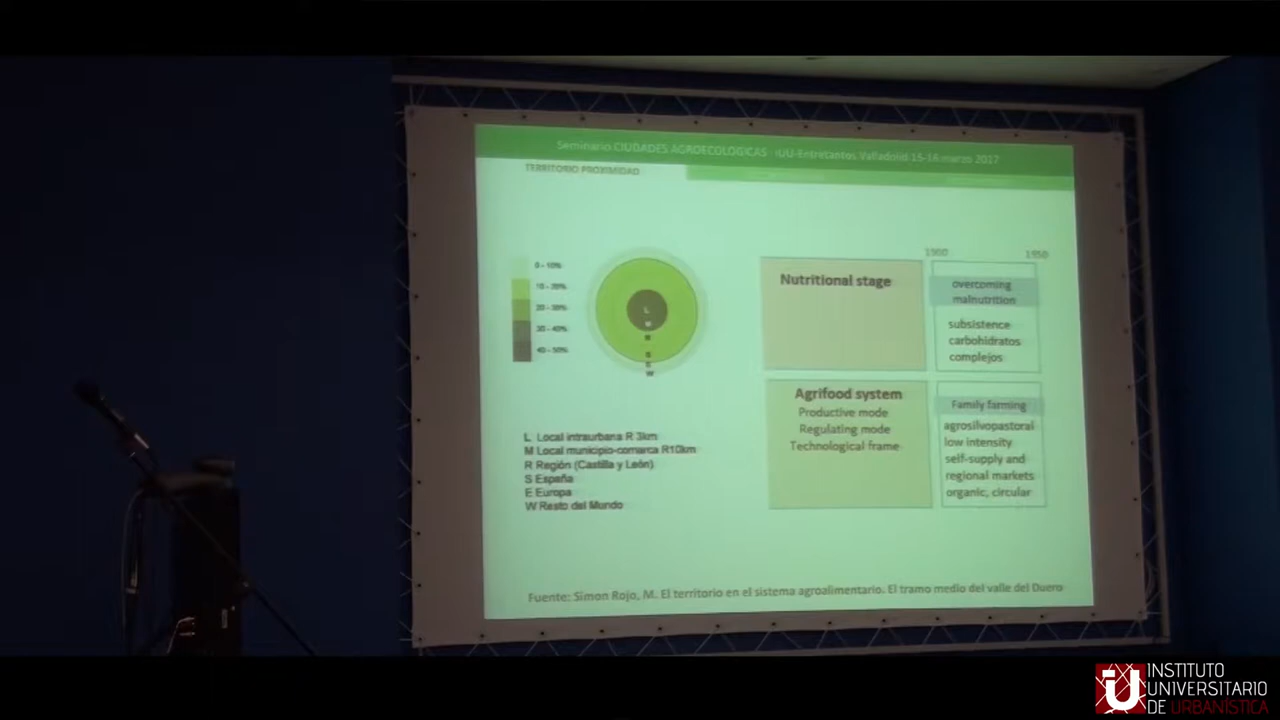 Seminario CIUDADES AGROECOLOGICAS IUU-Entretantos Valladolid 15-16 marzo 2017
TERRITORIO PROXIMIDAD
0 - 10%
10 - 20%
20 - 30%
30 - 40%
40 - 50%
L
M
R
S
E
W
L Local intraurbana R 3km
M Local municipio-comarca R10km
R Región (Castilla y León)
S España
E Europa
W Resto del Mundo
1900
1950
Nutritional stage
overcoming
malnutrition
subsistence
carbohidratos
complejos
Agrifood system
Productive mode
Regulating mode
Technological frame
Family farming
agrosilvopastoral
low intensity
self-supply and
regional markets
organic, circular
Fuente: Simon Rojo, M. El territorio en el sistema agroalimentario. El tramo medio del valle del Duero
iU
INSTITUTO
UNIVERSITARIO
DE URBANÍSTICA